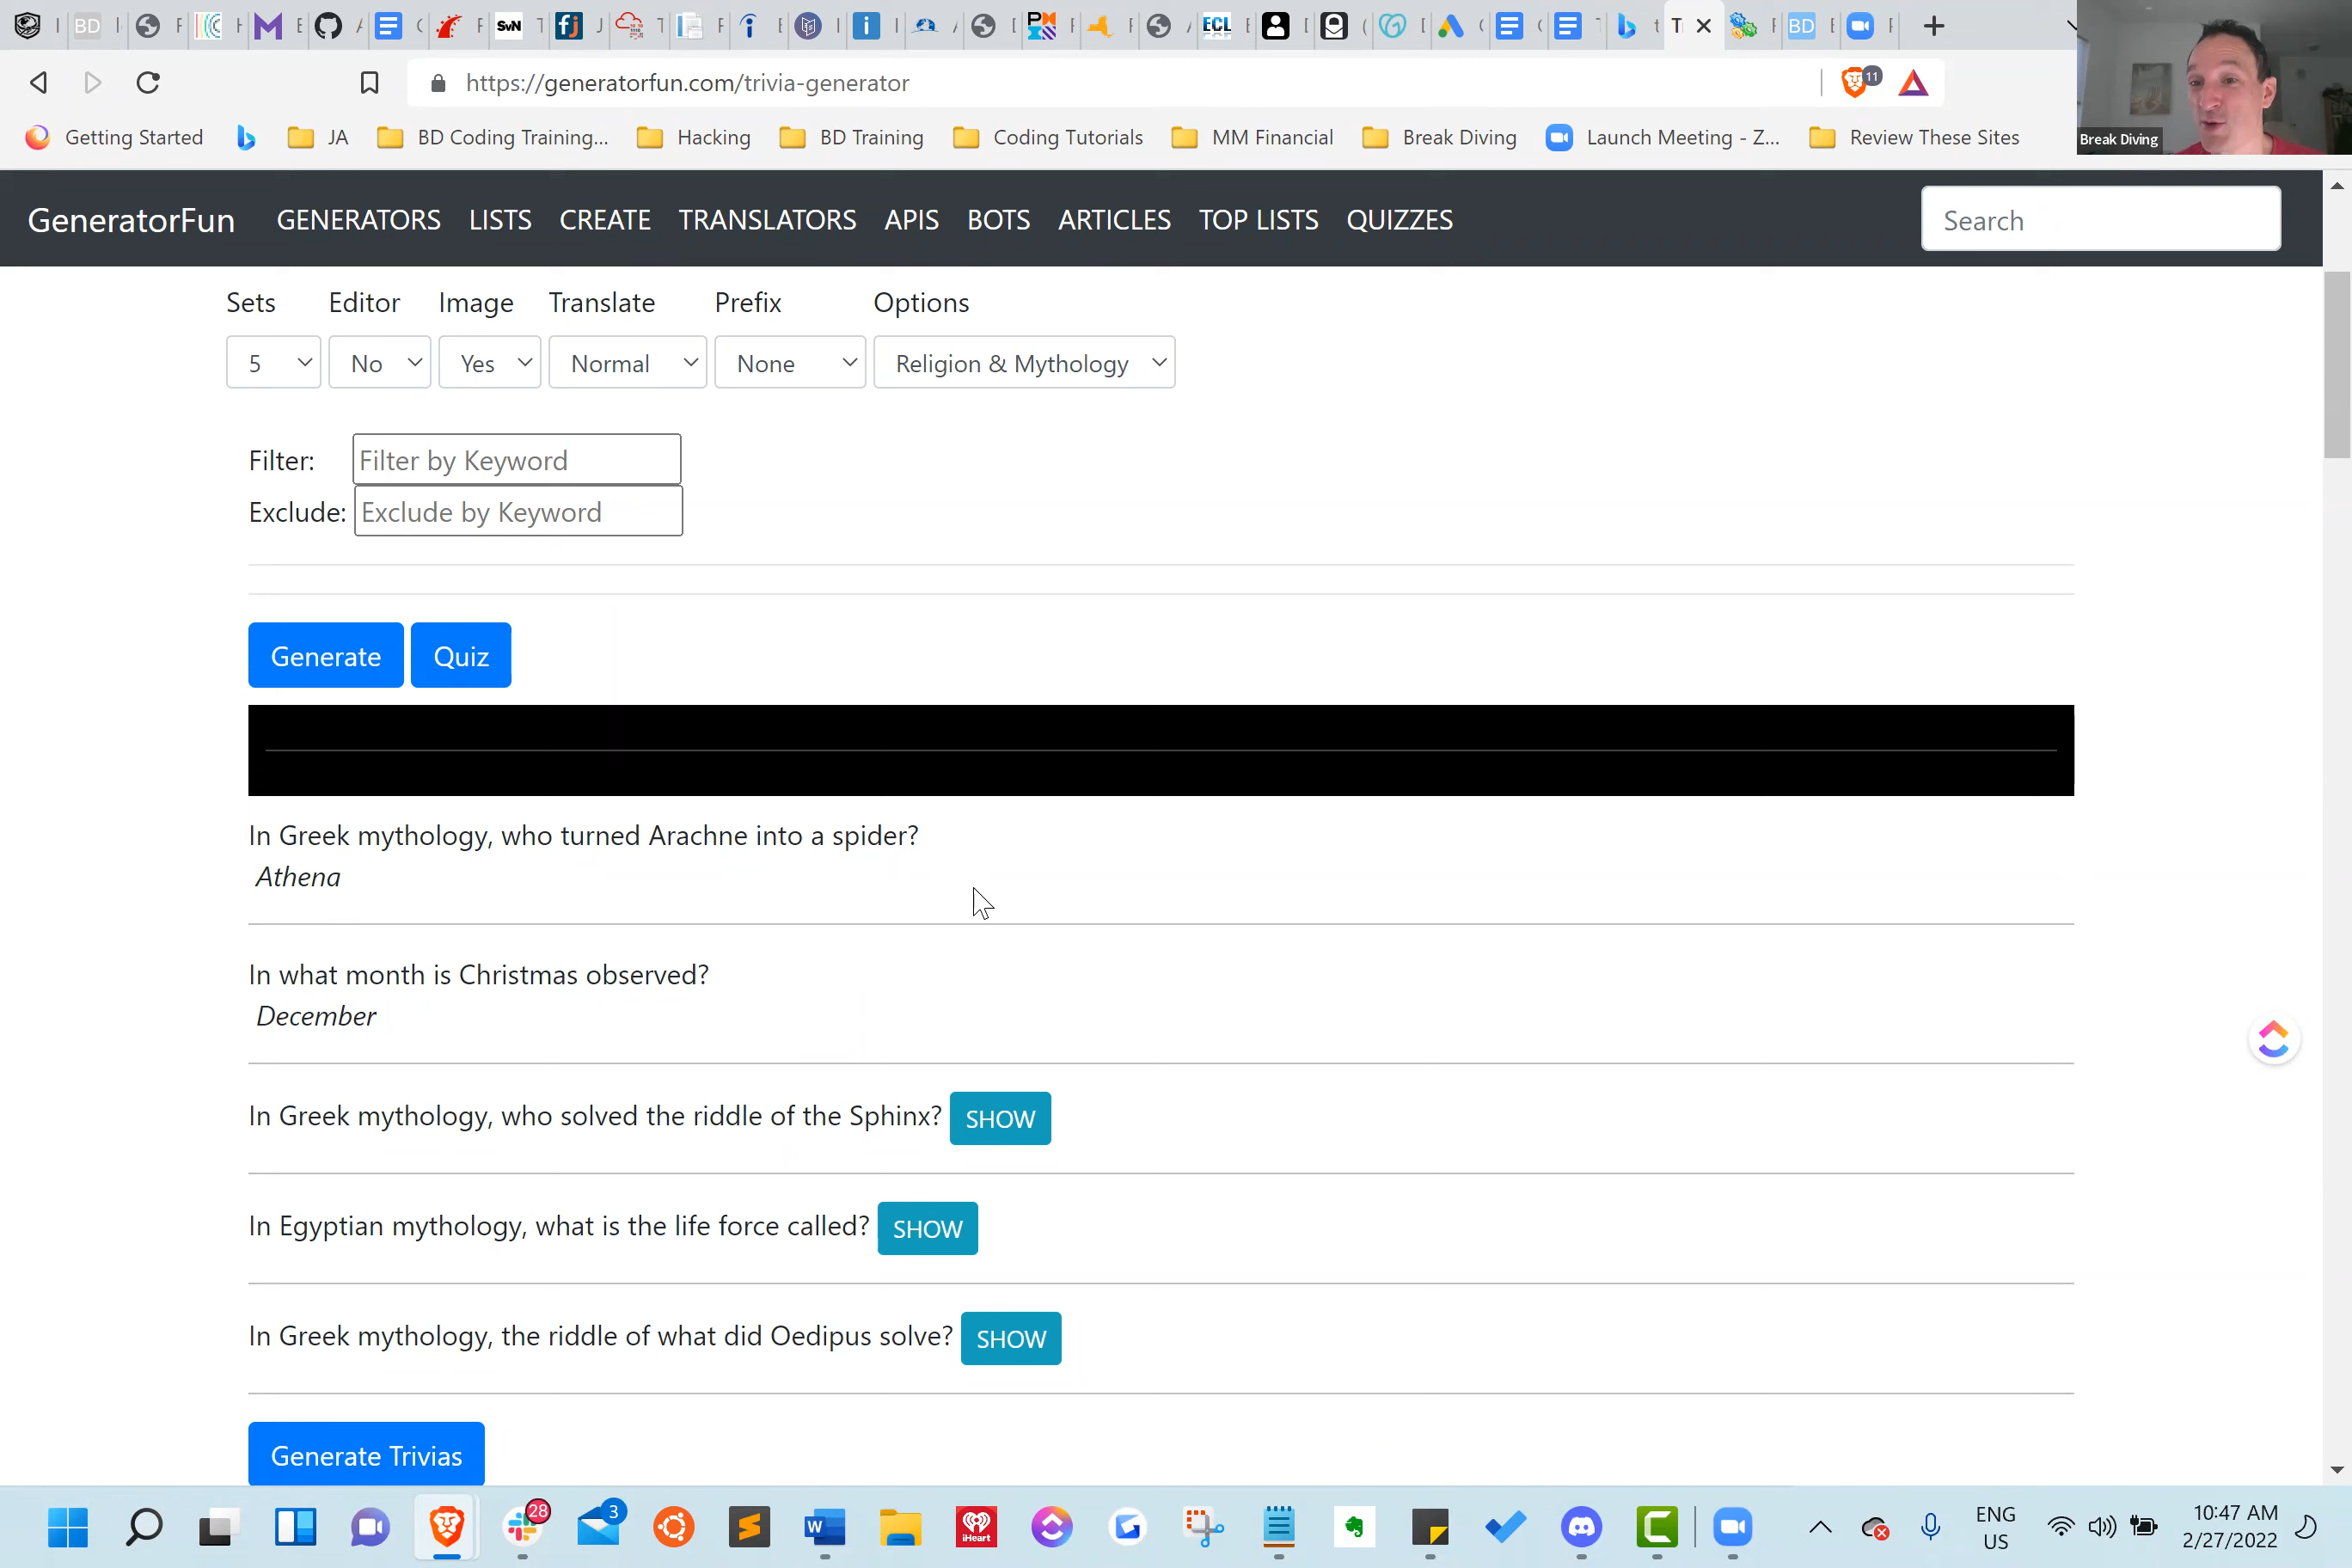 https://generatorfun.com/trivia-generator
11
Break Diving
Getting Started
JA
BD Coding Training...
Hacking
BD Training
Coding Tutorials
MM Financial
Break Diving
Launch Meeting - Z...
Review These Sites
GeneratorFun
GENERATORS
LISTS
CREATE
TRANSLATORS
APIS
BOTS
ARTICLES
TOP LISTS
QUIZZES
Search
Sets
Editor
Image
Translate
Prefix
Options
5
No
Yes
Normal
None
Religion & Mythology
Filter:
Filter by Keyword
Exclude:
Exclude by Keyword
Generate
Quiz
In Greek mythology, who turned Arachne into a spider?
Athena
In what month is Christmas observed?
December
In Greek mythology, who solved the riddle of the Sphinx?
SHOW
In Egyptian mythology, what is the life force called?
SHOW
In Greek mythology, the riddle of what did Oedipus solve?
SHOW
Generate Trivias
28
3
iHeart
ENG
US
10:47 AM
2/27/2022